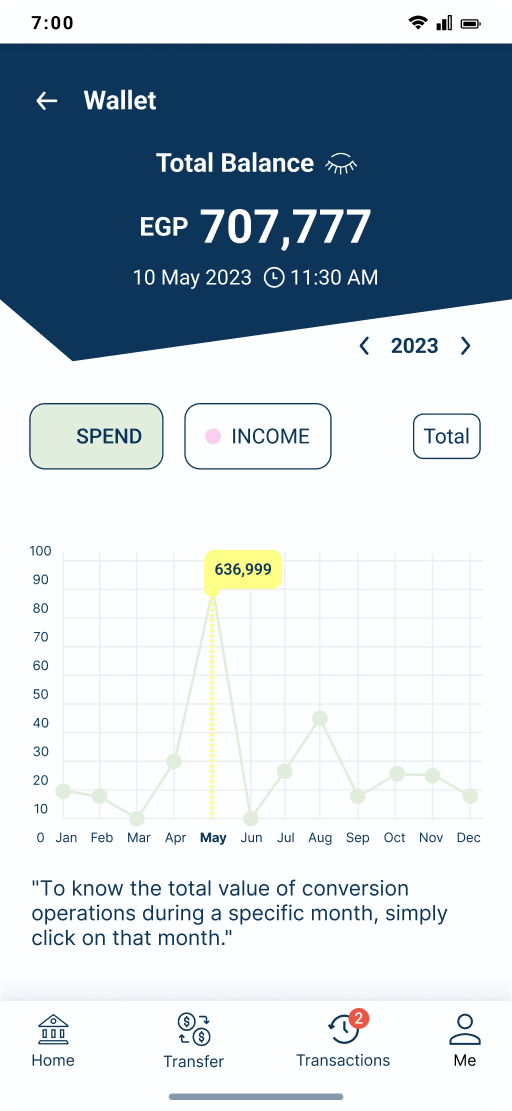 7:00
Wallet
Total Balance
EGP 707,777
10 May 2023 11:30 AM
2023
SPEND
INCOME
Total
100
636,999
90
80
70
60
50
40
30
20
10
0 Jan Feb Mar Apr May Jun Jul Aug Sep Oct Nov Dec
"To know the total value of conversion
operations during a specific month, simply
click on that month."
2
Home Transfer Transactions Me